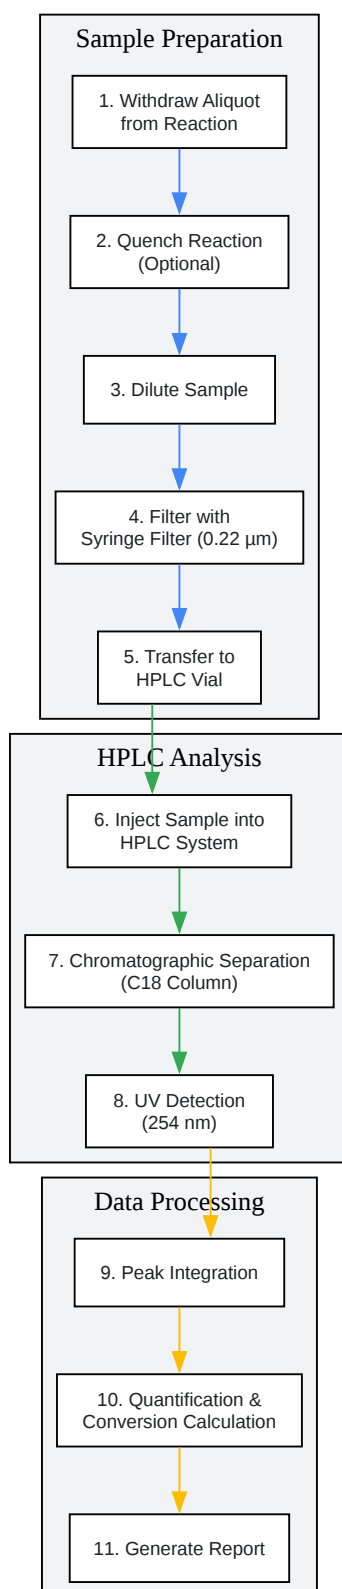 Sample Preparation
1. Withdraw Aliquot
from Reaction
2. Quench Reaction
(Optional)
3. Dilute Sample
4. Filter with
Syringe Filter (0.22 µm)
5. Transfer to
HPLC Vial
HPLC Analysis
6. Inject Sample into
HPLC System
7. Chromatographic Separation
(C18 Column)
8. UV Detection
(254 nm)
Data Processing
9. Peak Integration
10. Quantification &
Conversion Calculation
11. Generate Report